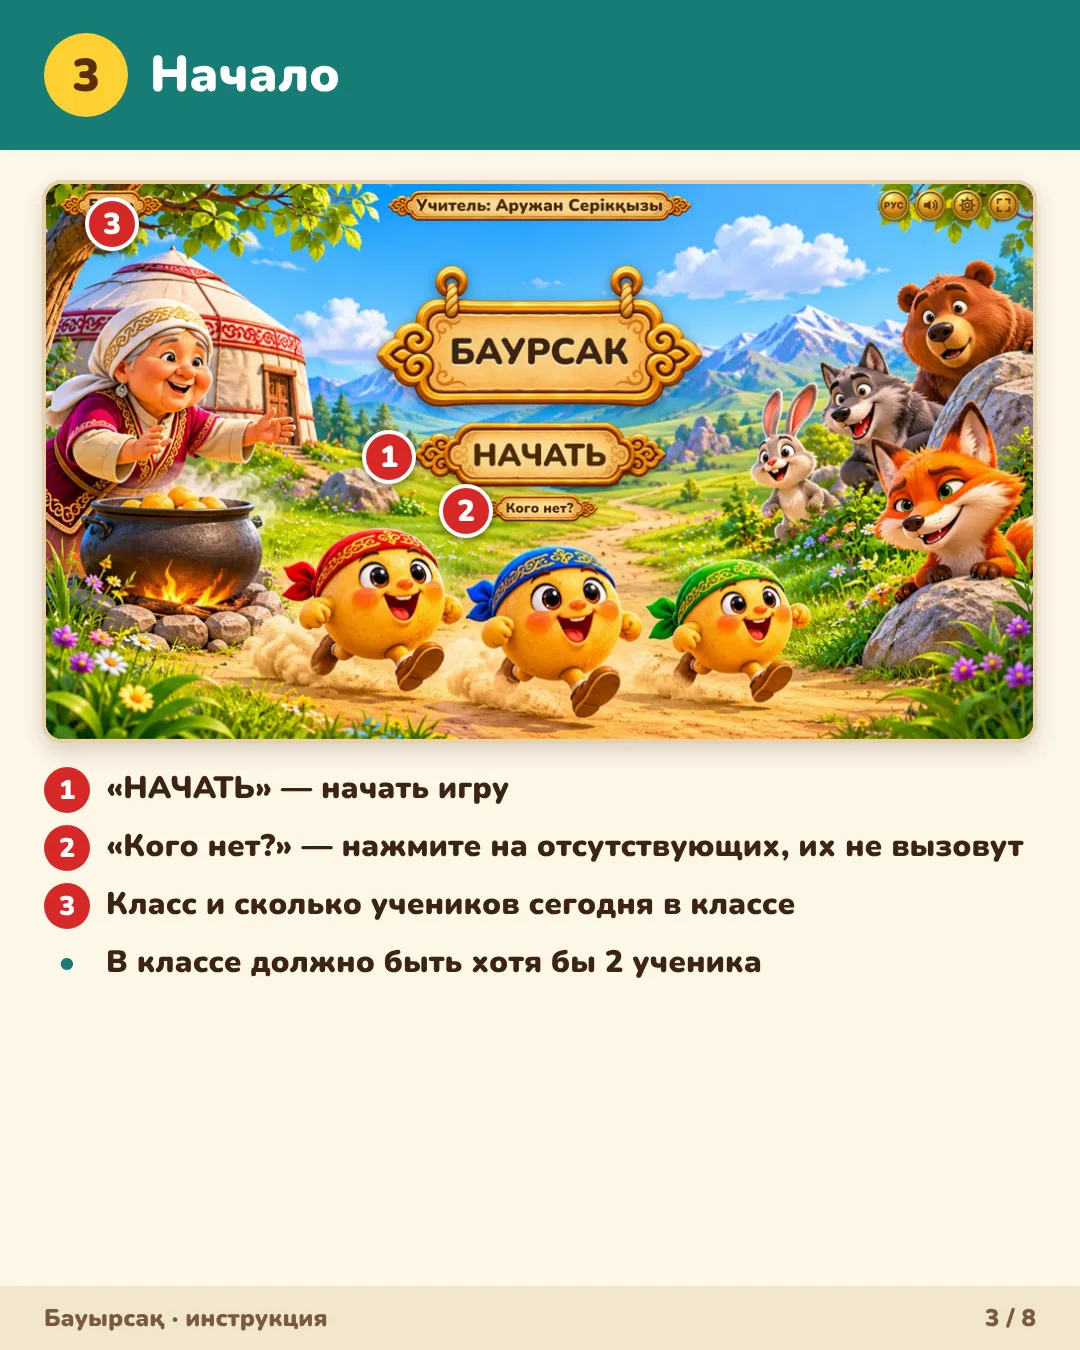 3 Начало
3
Учитель: Аружан Серікқызы
РУС
БАУРСАК
1 НАЧАТЬ
2 Кого нет?
1 «НАЧАТЬ» — начать игру
2 «Кого нет?» — нажмите на отсутствующих, их не вызовут
3 Класс и сколько учеников сегодня в классе
• В классе должно быть хотя бы 2 ученика
Бауырсақ · инструкция
3 / 8